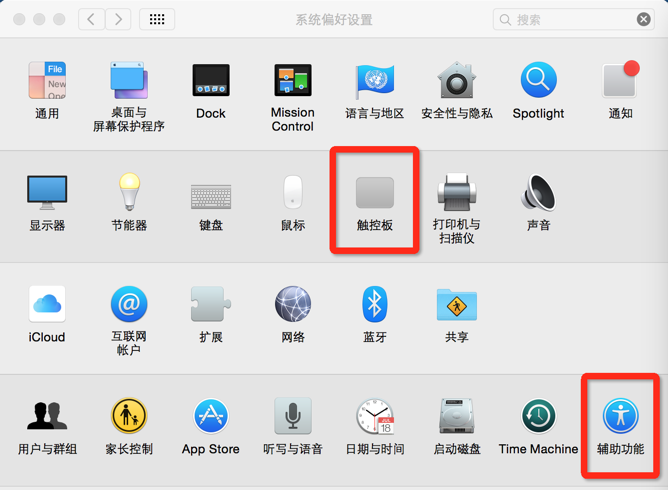 系统偏好设置
搜索
File
New
Ope
通用
桌面与
屏幕保护程序
Dock
Mission
Control
语言与地区
安全性与隐私
Spotlight
通知
显示器
节能器
键盘
鼠标
触控板
打印机与
扫描仪
声音
iCloud
@
互联网
帐户
扩展
网络
蓝牙
共享
用户与群组
家长控制
App Store
听写与语音
JUL
18
日期与时间
启动磁盘
Time Machine
辅助功能